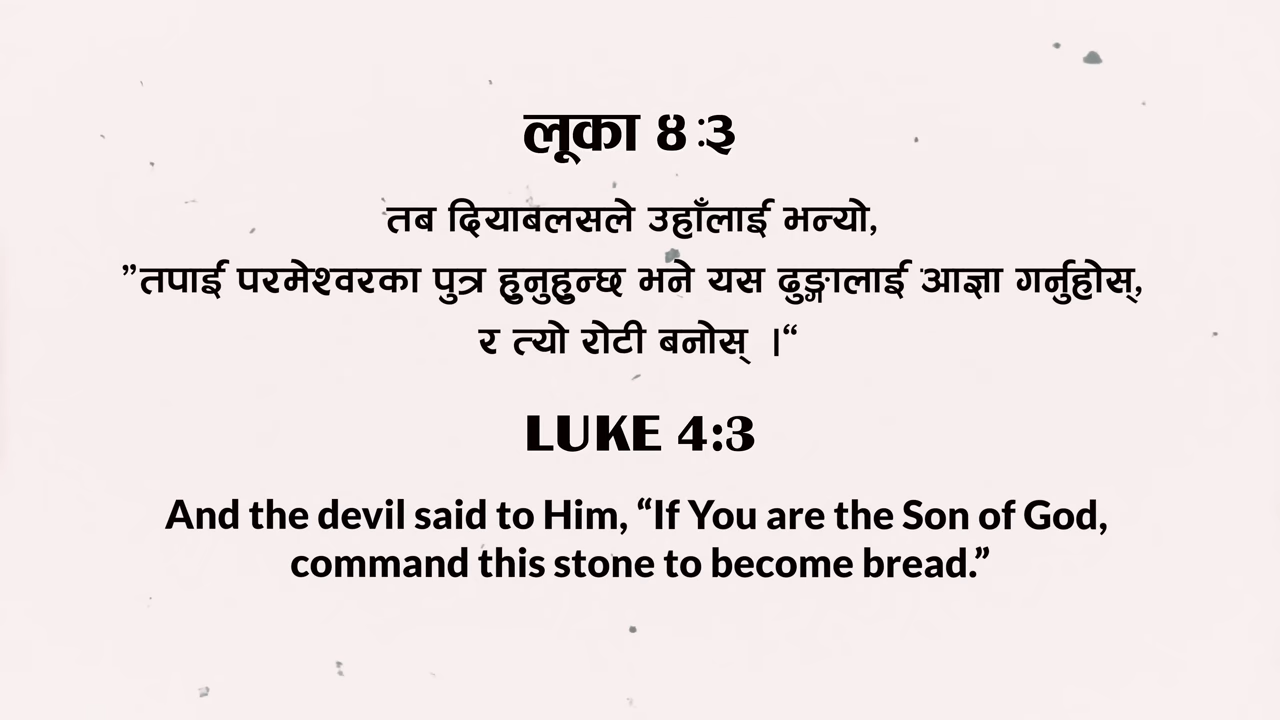 लूका ४:३
तब दियाबलसले उहाँलाई भन्यो,
”तपाई परमेश्वरका पुत्र हुनुहुन्छ भने यस ढुङ्गालाई आज्ञा गर्नुहोस्,
र त्यो रोटी बनोस् ।“
LUKE 4:3
And the devil said to Him, “If You are the Son of God,
command this stone to become bread.”